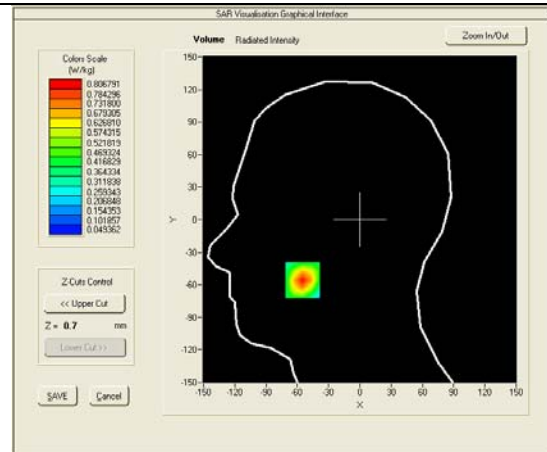 SAR Visualisation Graphical Interface
Volume Radiated Intensity
Zoom In/Out
Colors Scale
(W/kg)
0.806791
0.784296
0.731800
0.679305
0.626810
0.574315
0.521819
0.469324
0.416829
0.364334
0.311838
0.259343
0.206848
0.154353
0.101857
0.049362
Z-Cuts Control
<< Upper Cut
Z = 0.7 mm
Lower Cut >>
SAVE Cancel
150
120
90
60
30
0
-30
-60
-90
-120
-150
Y
-150 -120 -90 -60 -30 0 30 60 90 120 150
X